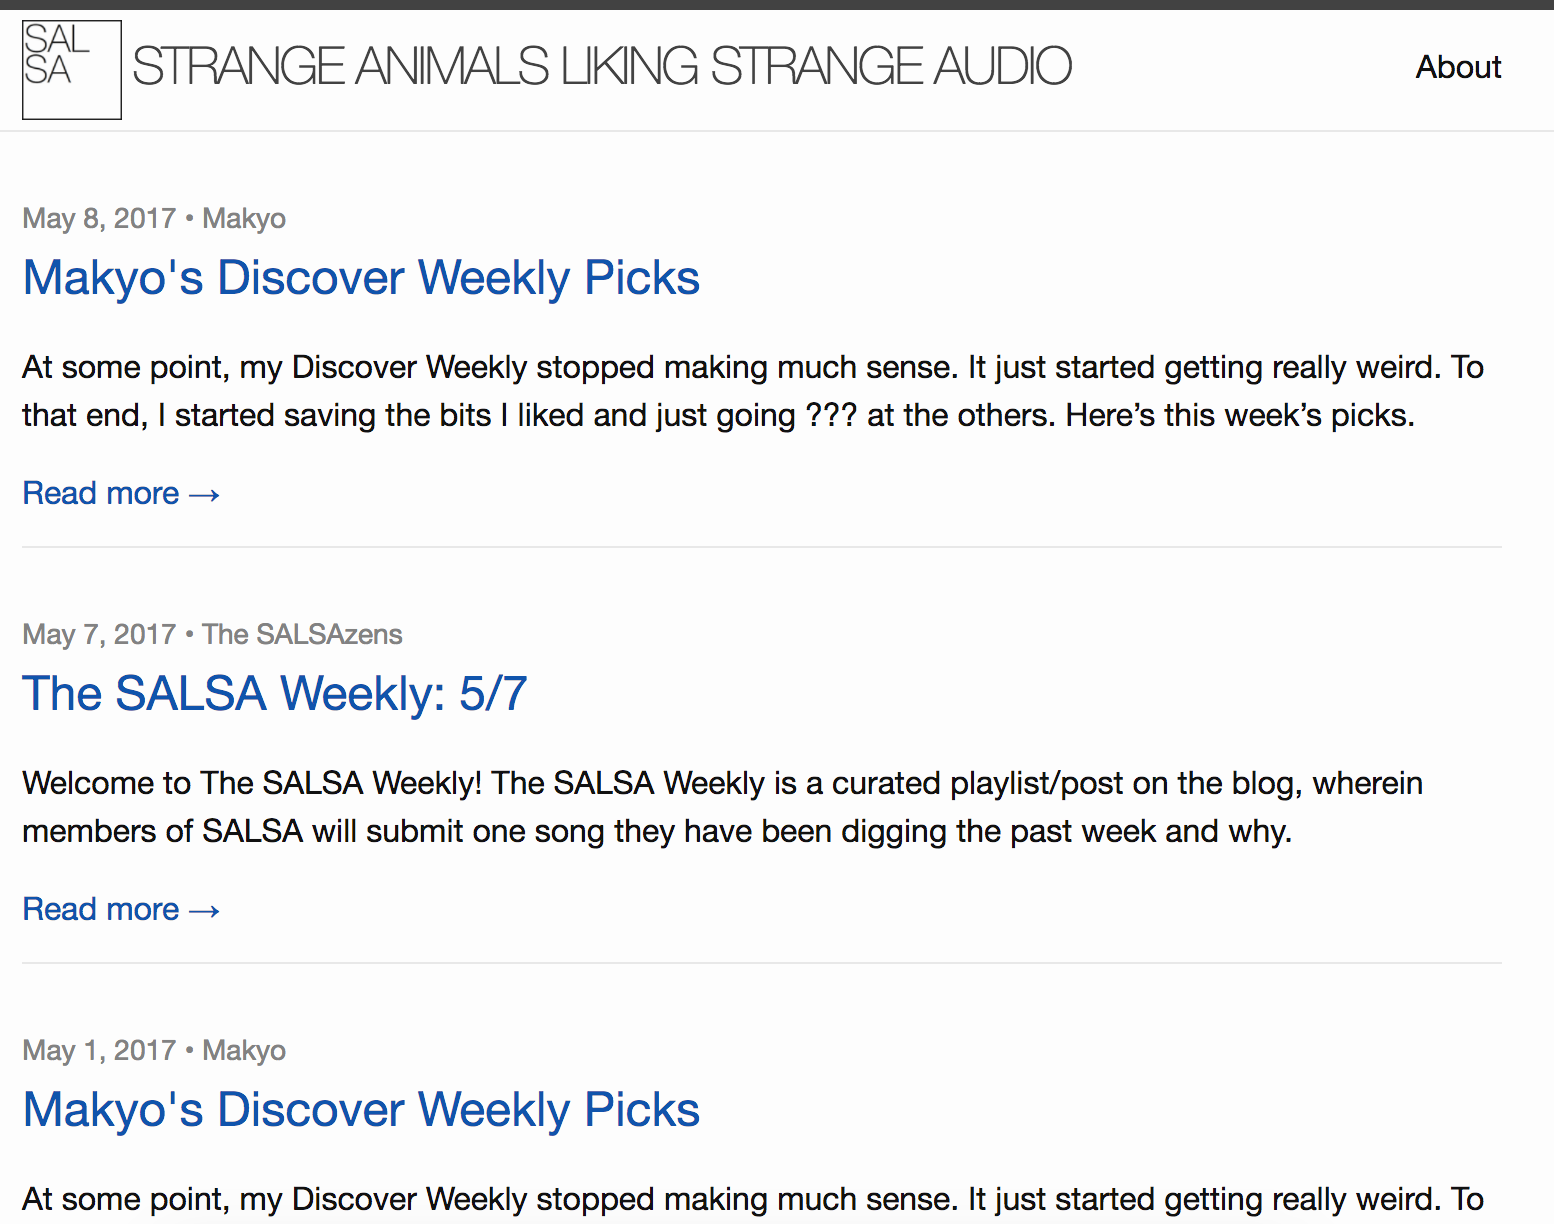 SAL
SA
STRANGE ANIMALS LIKING STRANGE AUDIO
About
May 8, 2017 • Makyo
Makyo's Discover Weekly Picks
At some point, my Discover Weekly stopped making much sense. It just started getting really weird. To
that end, I started saving the bits I liked and just going ??? at the others. Here’s this week’s picks.
Read more →
May 7, 2017 • The SALSAzens
The SALSA Weekly: 5/7
Welcome to The SALSA Weekly! The SALSA Weekly is a curated playlist/post on the blog, wherein
members of SALSA will submit one song they have been digging the past week and why.
Read more →
May 1, 2017 • Makyo
Makyo's Discover Weekly Picks
At some point, my Discover Weekly stopped making much sense. It just started getting really weird. To